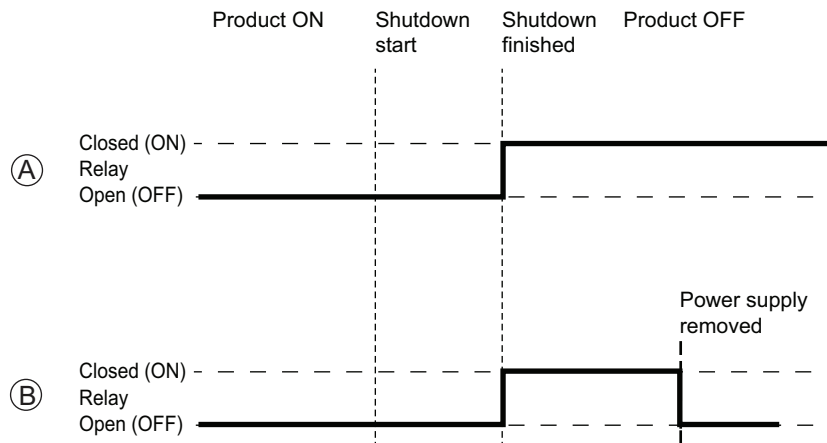 Product ON
Shutdown
start
Shutdown
finished
Product OFF
A
Closed (ON)
Relay
Open (OFF)
Power supply
removed
B
Closed (ON)
Relay
Open (OFF)